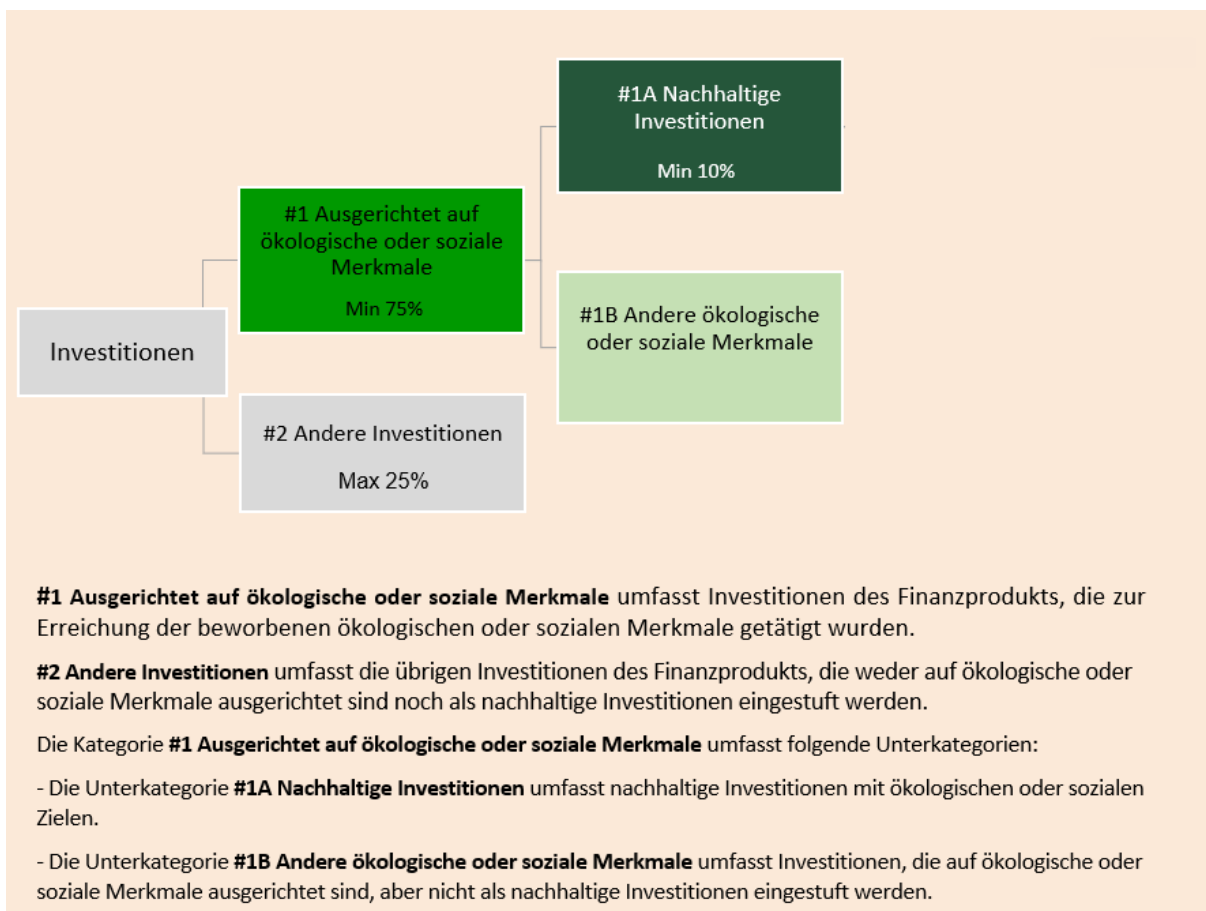 #1A Nachhaltige
Investitionen
Min 10%
#1 Ausgerichtet auf
ökologische oder soziale
Merkmale
Min 75%
#1B Andere ökologische
oder soziale Merkmale
Investitionen
#2 Andere Investitionen
Max 25%
#1 Ausgerichtet auf ökologische oder soziale Merkmale umfasst Investitionen des Finanzprodukts, die zur
Erreichung der beworbenen ökologischen oder sozialen Merkmale getätigt wurden.
#2 Andere Investitionen umfasst die übrigen Investitionen des Finanzprodukts, die weder auf ökologische oder
soziale Merkmale ausgerichtet sind noch als nachhaltige Investitionen eingestuft werden.
Die Kategorie #1 Ausgerichtet auf ökologische oder soziale Merkmale umfasst folgende Unterkategorien:
- Die Unterkategorie #1A Nachhaltige Investitionen umfasst nachhaltige Investitionen mit ökologischen oder sozialen
Zielen.
- Die Unterkategorie #1B Andere ökologische oder soziale Merkmale umfasst Investitionen, die auf ökologische oder
soziale Merkmale ausgerichtet sind, aber nicht als nachhaltige Investitionen eingestuft werden.